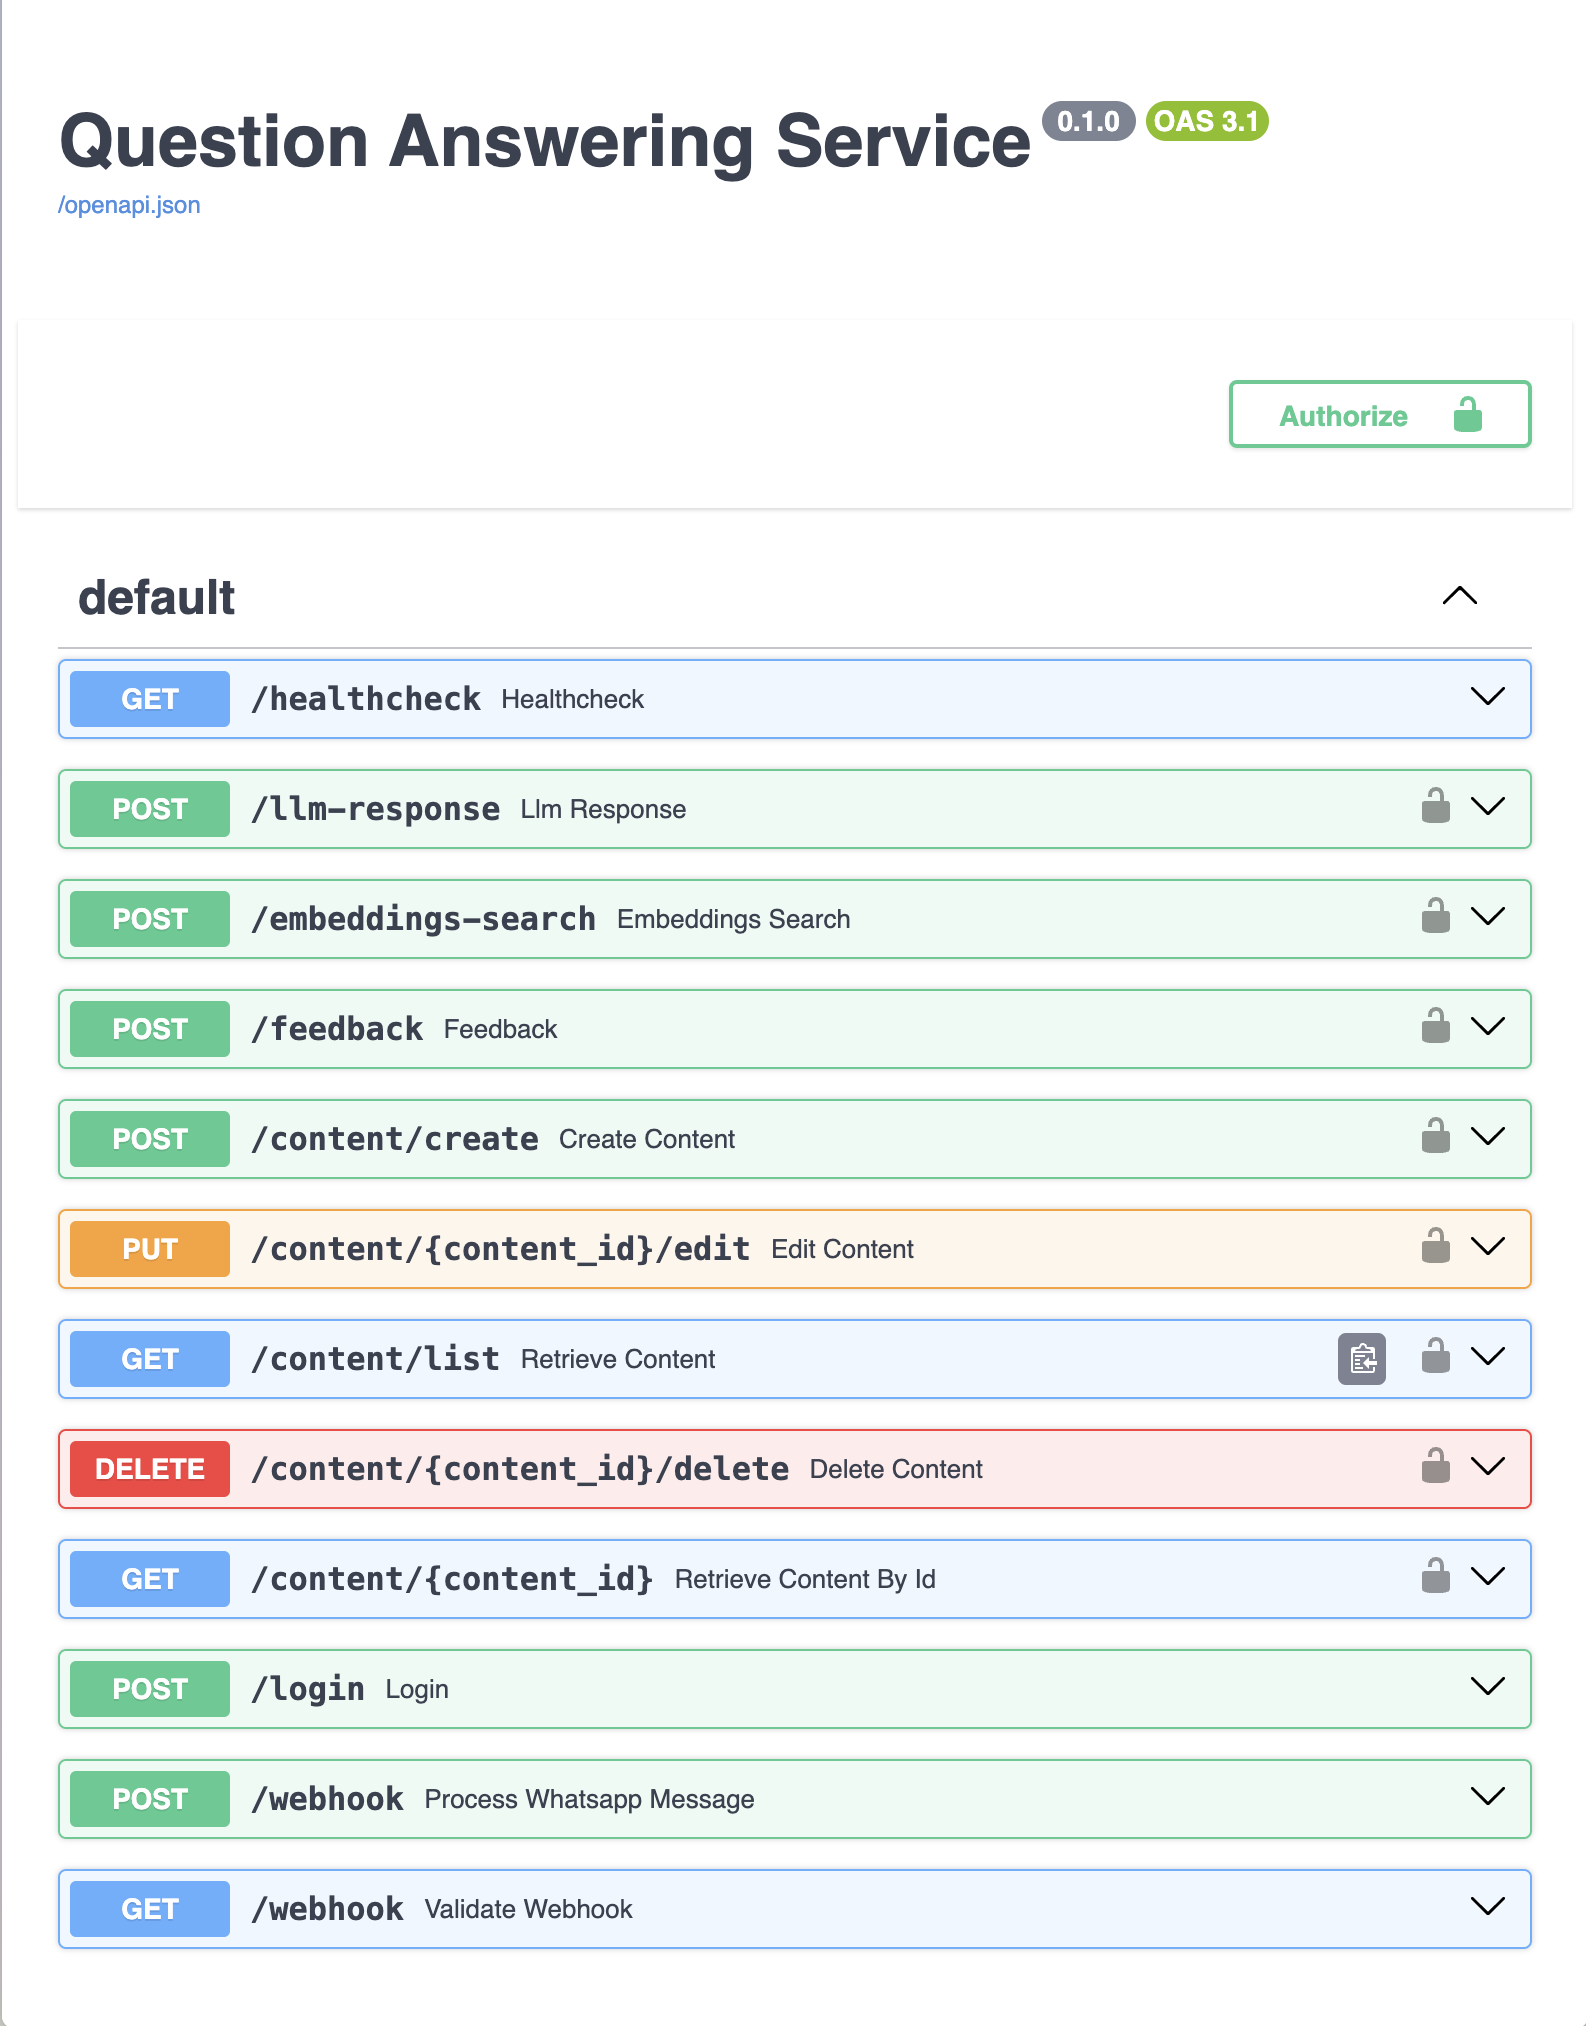 Question Answering Service 0.1.0 OAS 3.1
/openapi.json
Authorize
default
GET /healthcheck Healthcheck
POST /llm-response Llm Response
POST /embeddings-search Embeddings Search
POST /feedback Feedback
POST /content/create Create Content
PUT /content/{content_id}/edit Edit Content
GET /content/list Retrieve Content
DELETE /content/{content_id}/delete Delete Content
GET /content/{content_id} Retrieve Content By Id
POST /login Login
POST /webhook Process Whatsapp Message
GET /webhook Validate Webhook